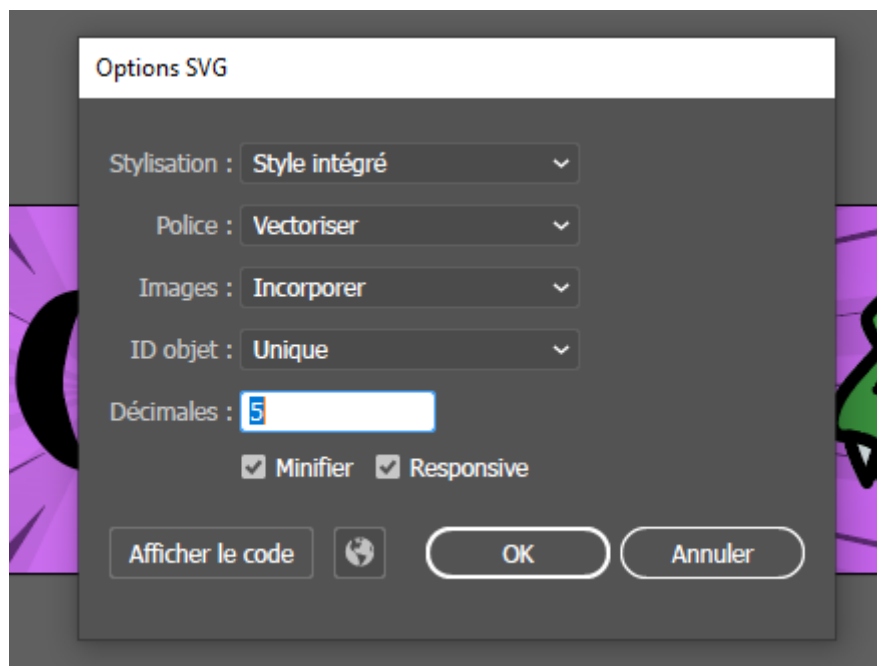 Options SVG
Stylisation : Style intégré
Police : Vectoriser
Images : Incorporer
ID objet : Unique
Décimales : 5
Minifier Responsive
Afficher le code OK Annuler